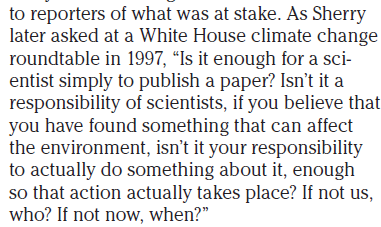 to reporters of what was at stake. As Sherry
later asked at a White House climate change
roundtable in 1997, “Is it enough for a sci-
entist simply to publish a paper? Isn’t it a
responsibility of scientists, if you believe that
you have found something that can affect
the environment, isn’t it your responsibility
to actually do something about it, enough
so that action actually takes place? If not us,
who? If not now, when?”